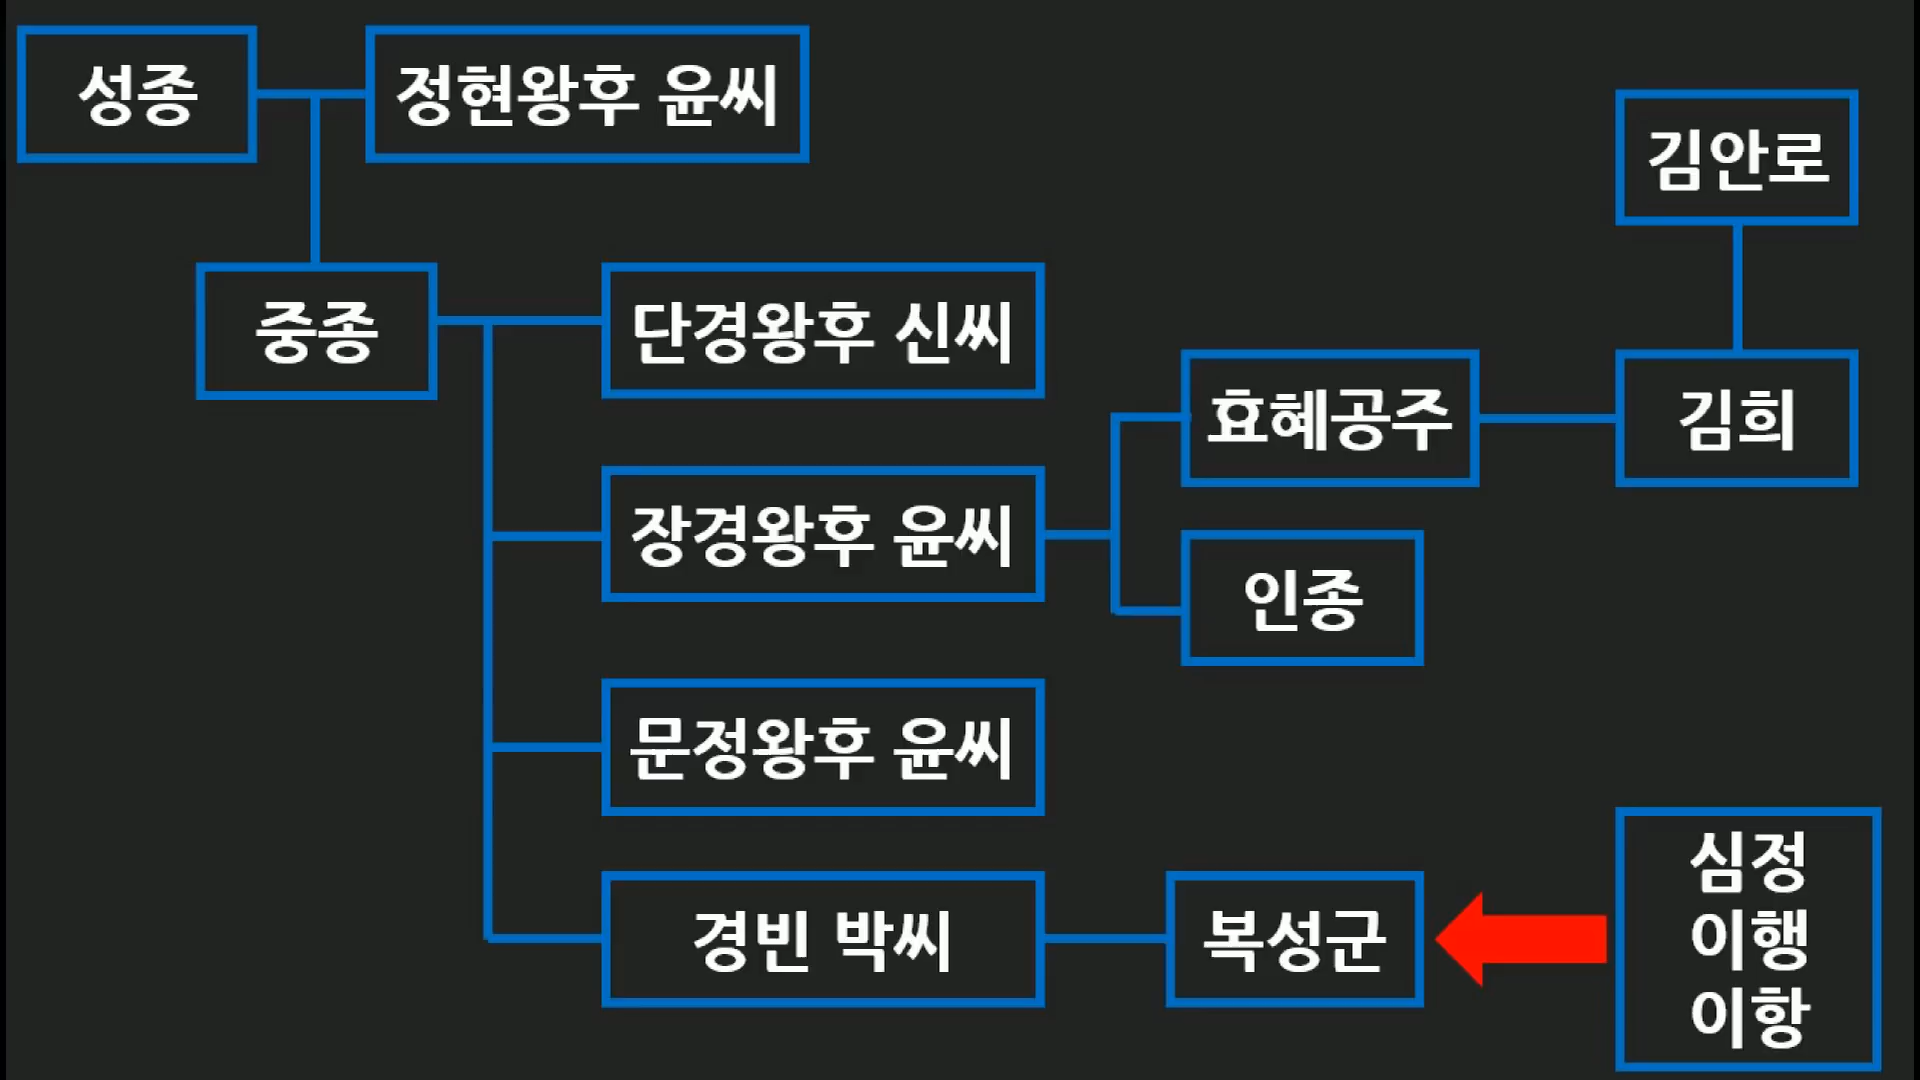 성종
정현왕후 윤씨
김안로
중종
단경왕후 신씨
효혜공주
김희
장경왕후 윤씨
인종
문정왕후 윤씨
경빈 박씨
복성군
심정
이행
이항